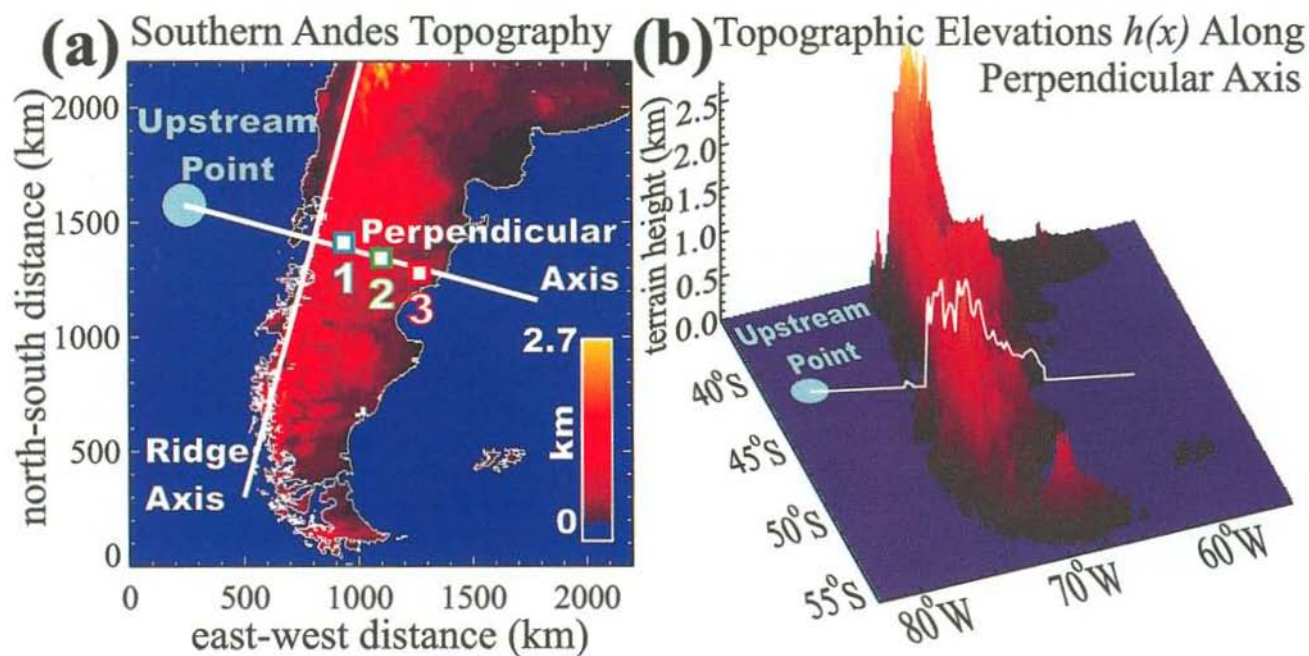 (a) Southern Andes Topography
north-south distance (km)
2000
1500
1000
500
0
Upstream
Point
Perpendicular
Axis
1
2
3
2.7
km
0
Ridge
Axis
0
500
1000
1500
2000
east-west distance (km)
(b) Topographic Elevations h(x) Along
Perpendicular Axis
terrain height (km)
2.5
2.0
1.5
1.0
0.5
0.0
Upstream
Point
40°S
45°S
50°S
55°S
80°W
70°W
60°W